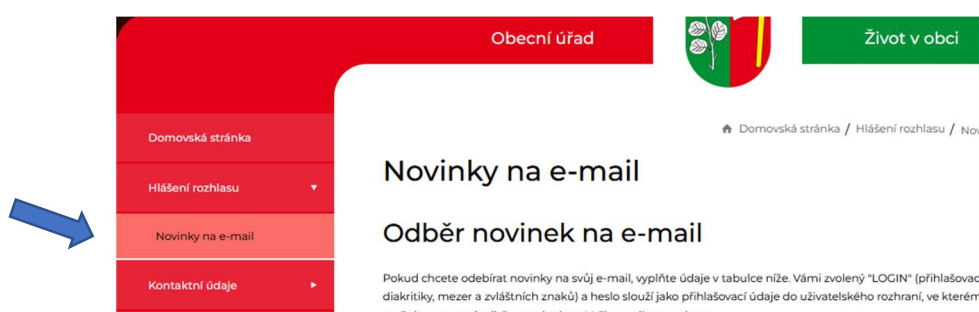 Obecní úřad
Život v obci
Domovská stránka / Hlášení rozhlasu /
Domovská stránka
Hlášení rozhlasu
Novinky na e-mail
Kontaktní údaje
Novinky na e-mail
Odběr novinek na e-mail
Pokud chcete odebírat novinky na svůj e-mail, vyplňte údaje v tabulce níže. Vámi zvolený "LOGIN" (přihlašovac
diakritiky, mezer a zvláštních znaků) a heslo slouží jako přihlašovací údaje do uživatelského rozhraní, ve kterém